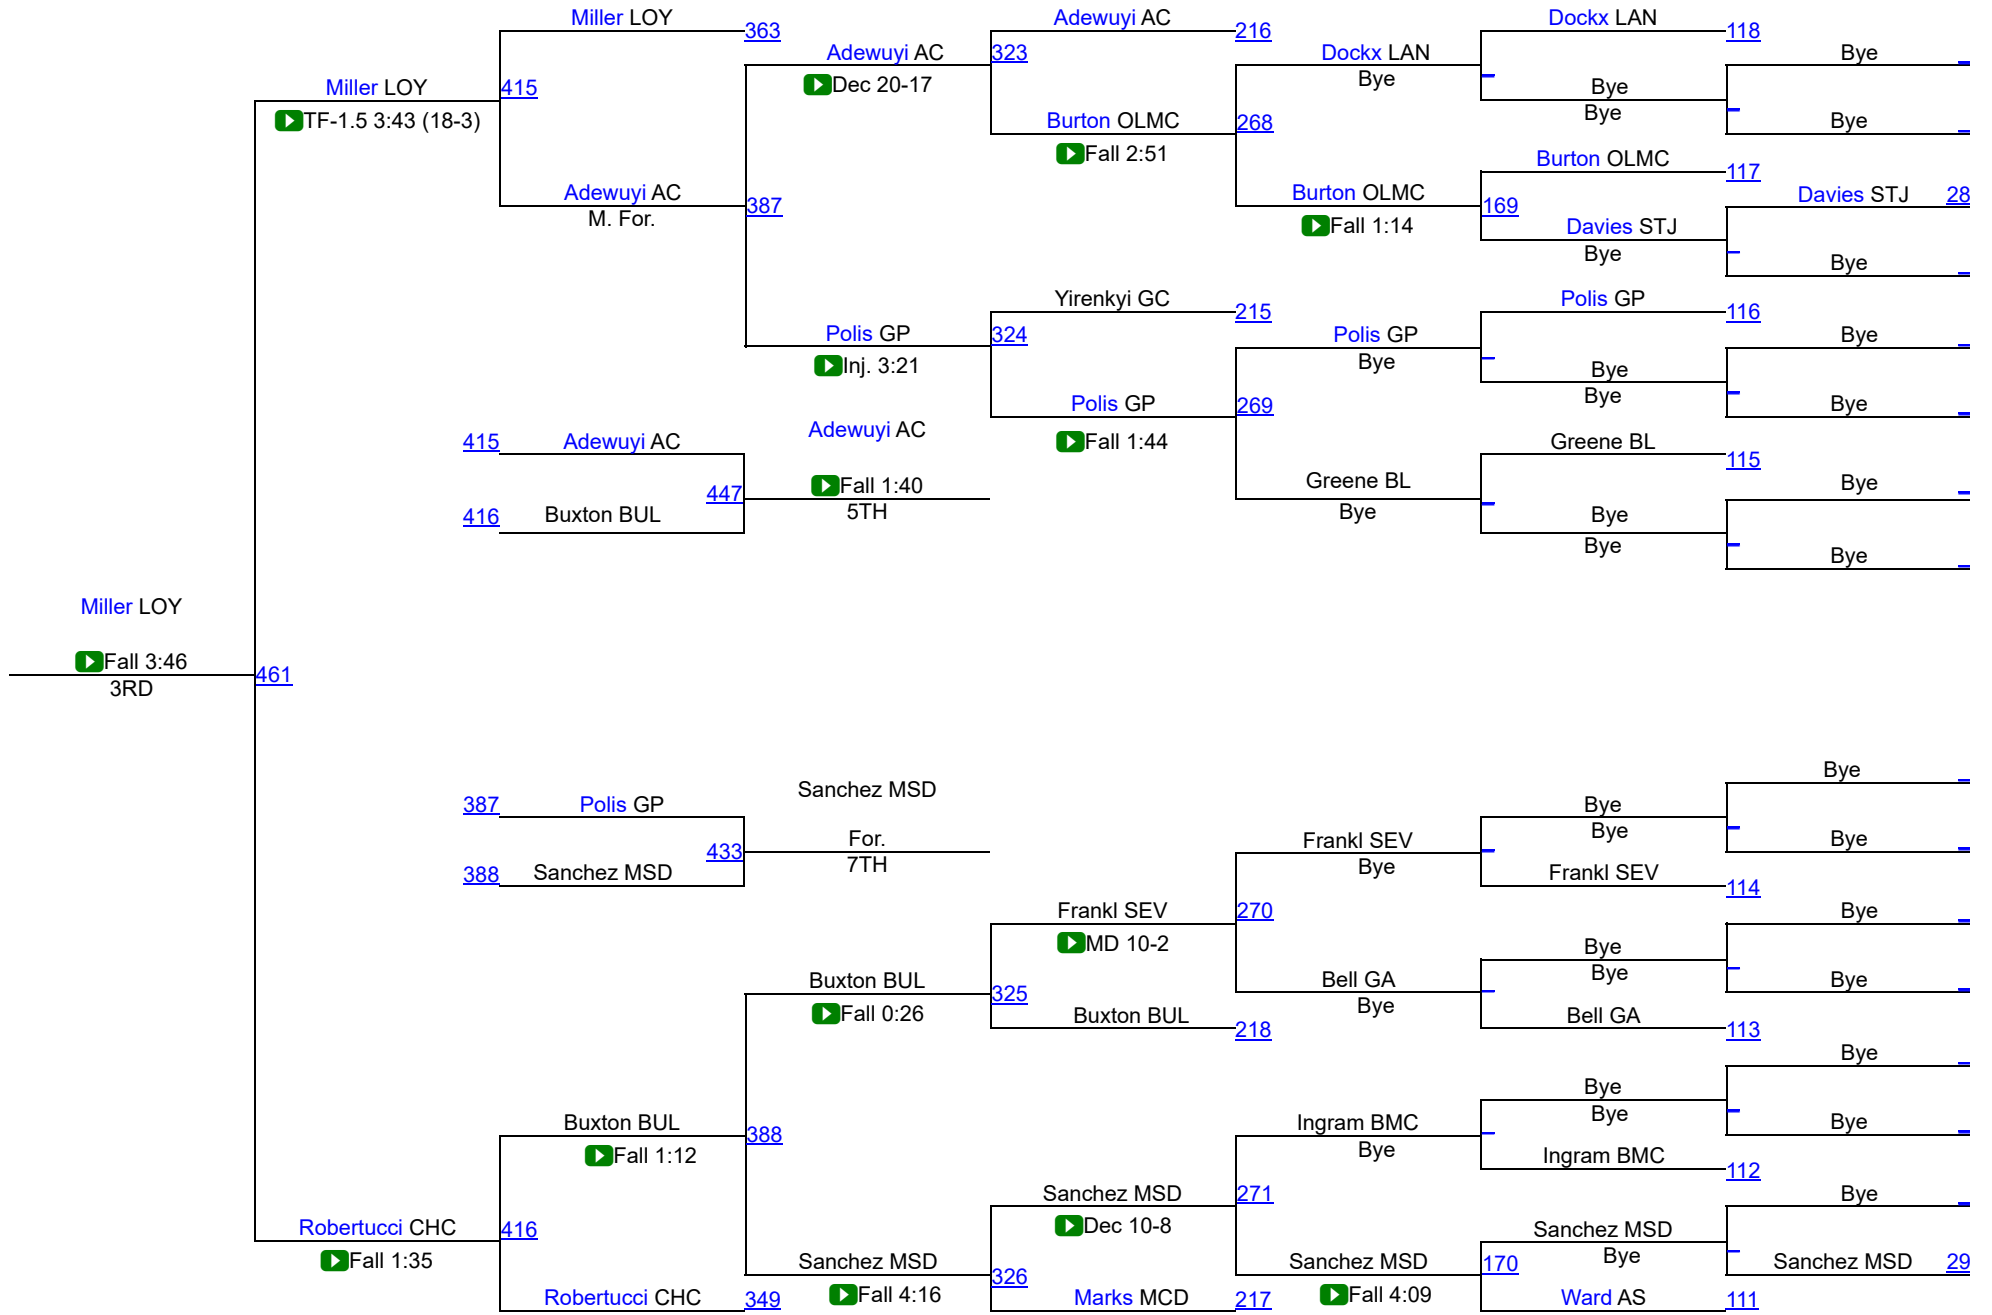 Miller LOY
363
Adewuyi AC
216
Dockx LAN
118
Bye
Adewuyi AC
323
Dockx LAN
Bye
Dec 20-17
Bye
Bye
Miller LOY
415
TF-1.5 3:43 (18-3)
Burton OLMC
268
Bye
Fall 2:51
Burton OLMC
117
Adewuyi AC
387
M. For.
Burton OLMC
169
Fall 1:14
Davies STJ
28
Davies STJ
Bye
Bye
Yirenkyi GC
215
Polis GP
116
Polis GP
324
Inj. 3:21
Polis GP
Bye
Bye
Bye
Bye
Polis GP
269
Fall 1:44
Bye
415
Adewuyi AC
Adewuyi AC
447
Fall 1:40
5TH
416
Buxton BUL
Greene BL
115
Greene BL
Bye
Bye
Bye
Bye
Bye
Miller LOY
Fall 3:46
3RD
461
Bye
387
Polis GP
Sanchez MSD
433
For.
7TH
388
Sanchez MSD
Bye
Bye
Frankl SEV
Bye
Bye
Frankl SEV
114
Frankl SEV
270
MD 10-2
Bye
Bye
Bye
Buxton BUL
325
Fall 0:26
Bell GA
Bye
Bye
Buxton BUL
218
Bell GA
113
Bye
Bye
Bye
Buxton BUL
388
Fall 1:12
Ingram BMC
Bye
Bye
Ingram BMC
112
Sanchez MSD
271
Dec 10-8
Bye
Robertucci CHC
416
Fall 1:35
Sanchez MSD
Bye
Sanchez MSD
326
Fall 4:16
Sanchez MSD
170
Fall 4:09
Sanchez MSD
29
Robertucci CHC
349
Marks MCD
217
Ward AS
111